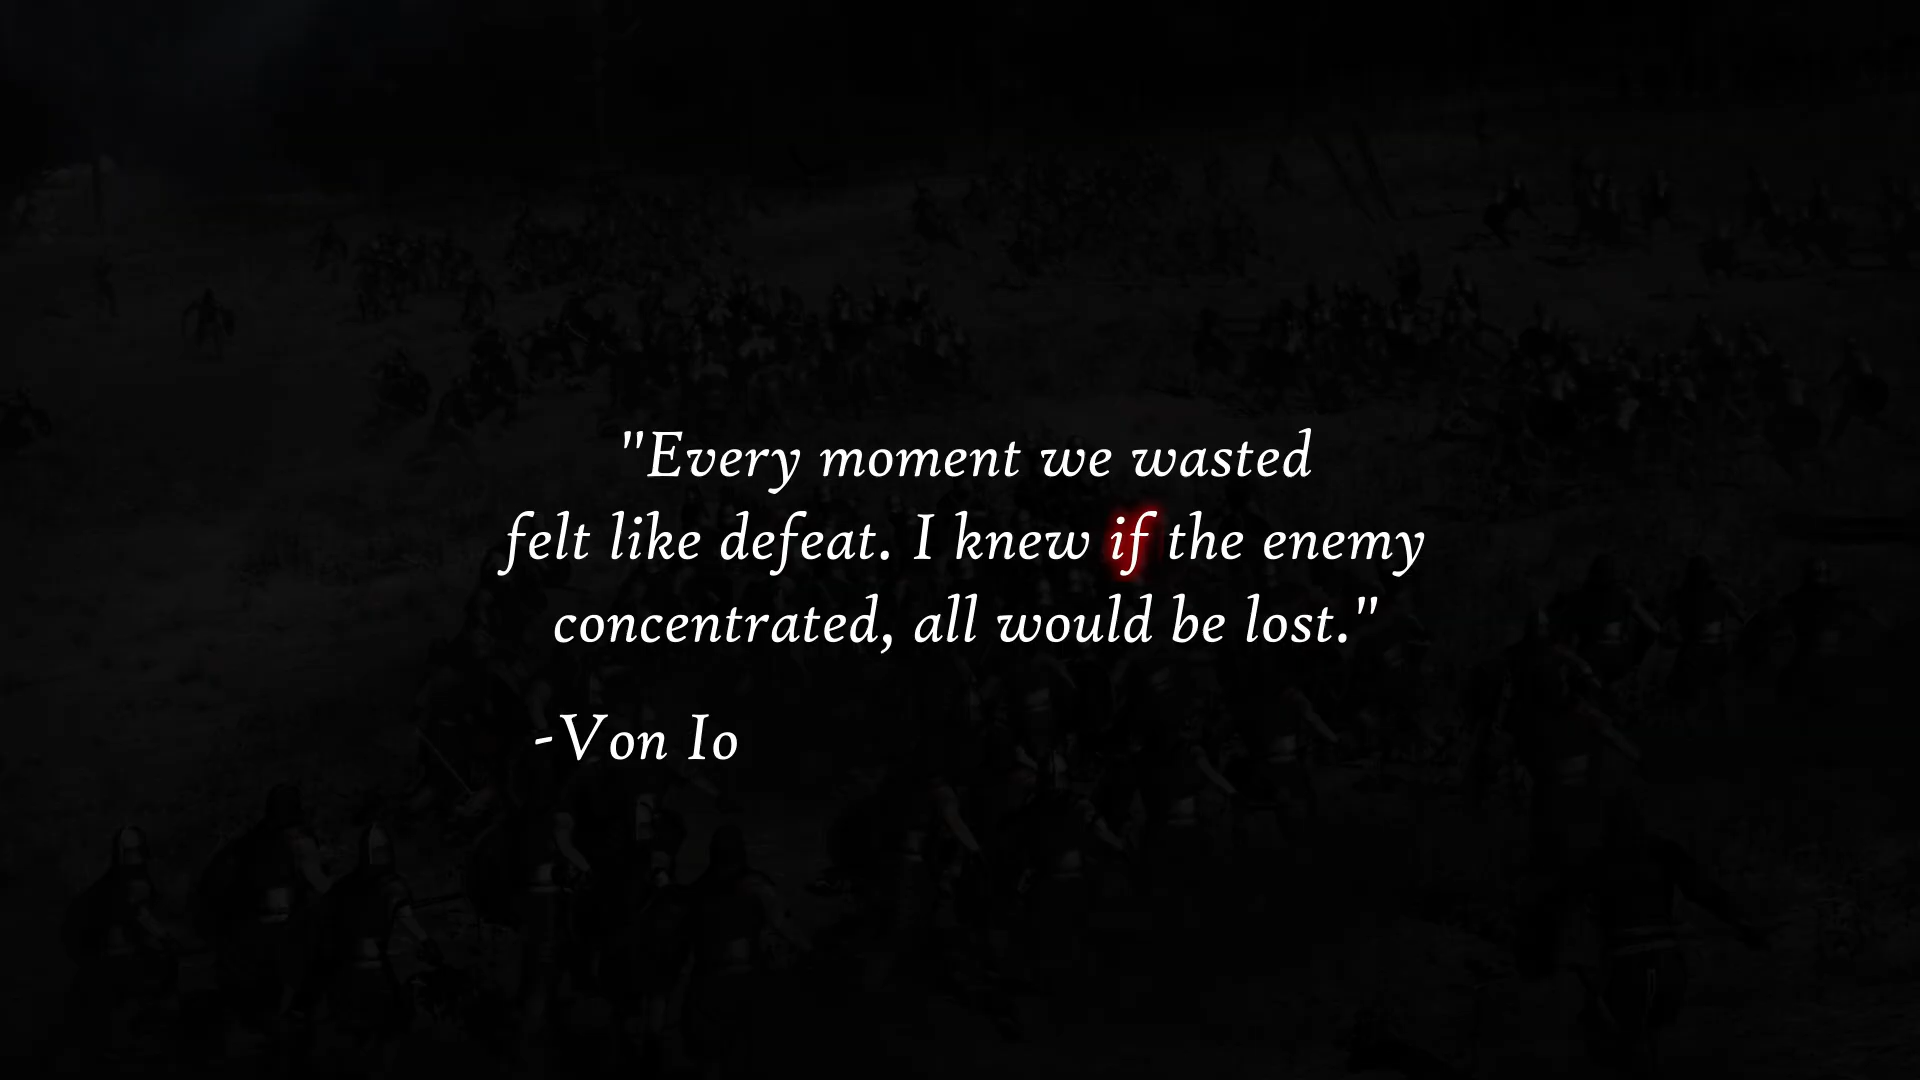 "Every moment we wasted
felt like defeat. I knew if the enemy
concentrated, all would be lost."
-Von Io